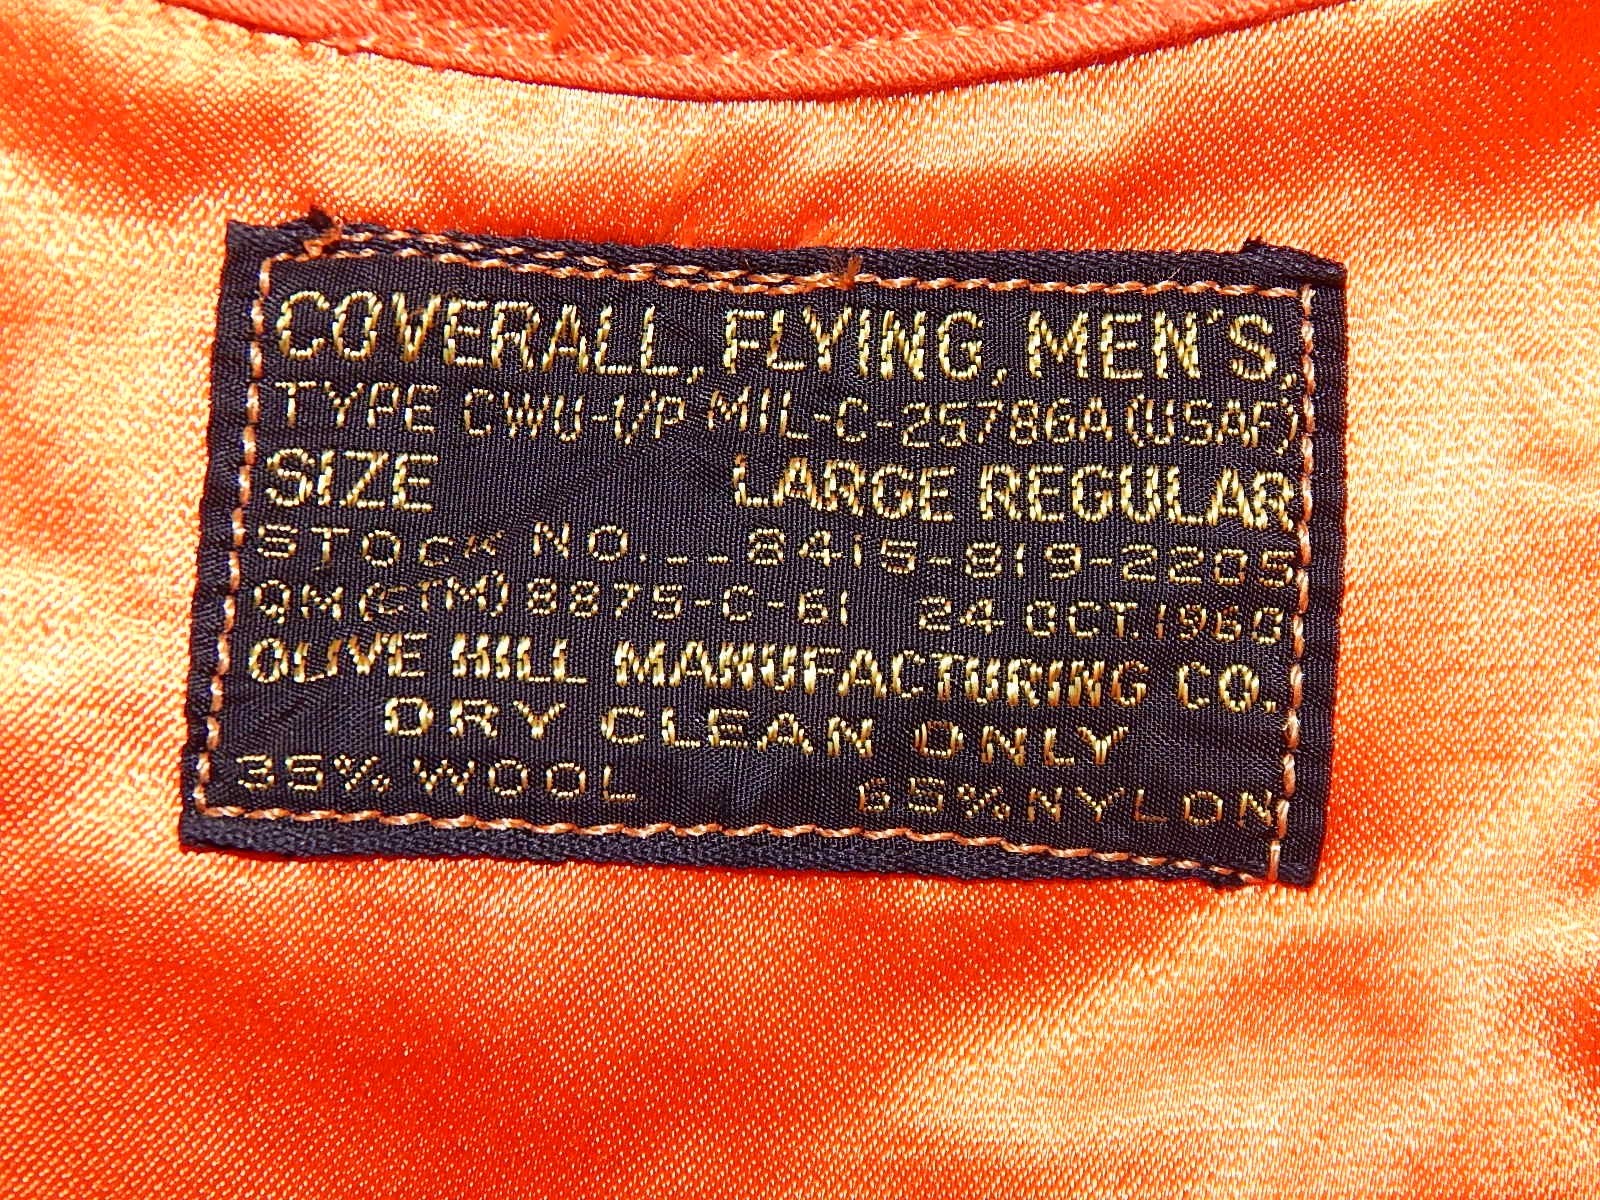 COVERALL, FLYING, MEN'S,
TYPE CWU-1/P MIL-C-25786A (USAF)
SIZE LARGE REGULAR
STOCK NO. __ 8415-819-2205
QM (CTM) 8875-C-61 24 OCT. 1960
OLIVE HILL MANUFACTURING CO.
DRY CLEAN ONLY
35% WOOL 65% NYLON